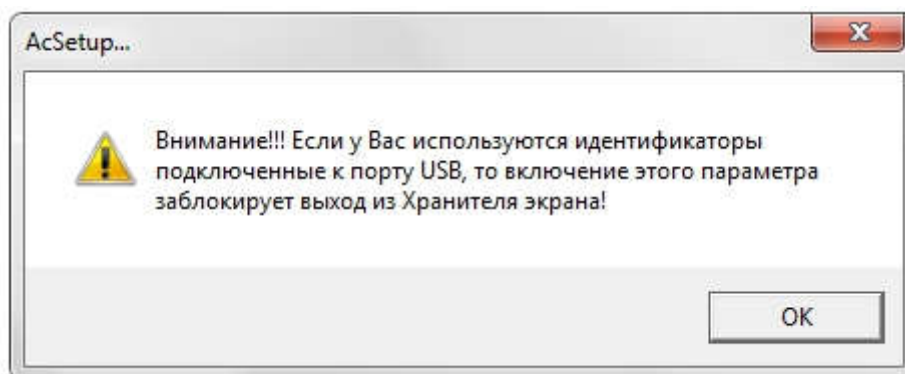 AcSetup...
Внимание!!! Если у Вас используются идентификаторы
подключенные к порту USB, то включение этого параметра
заблокирует выход из Хранителя экрана!
OK